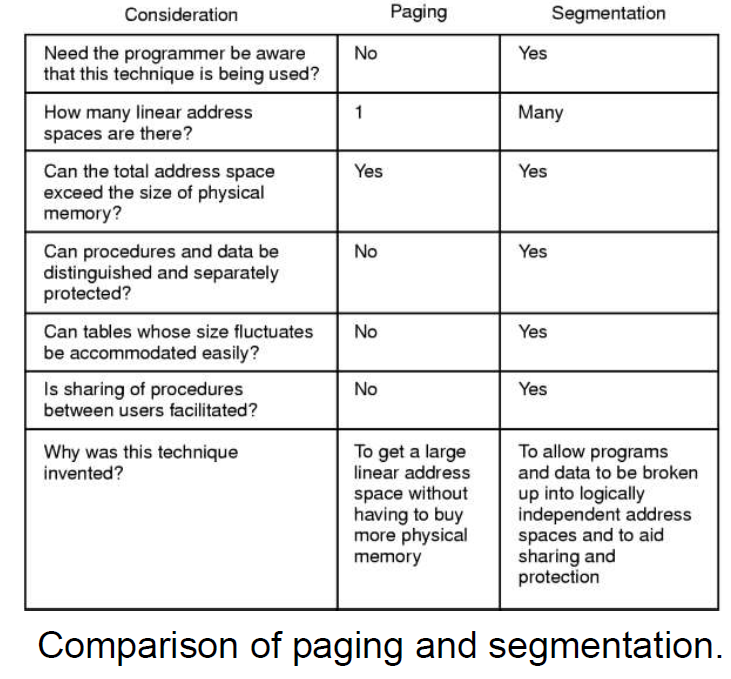 Consideration Paging Segmentation
Need the programmer be aware No Yes
that this technique is being used?
How many linear address 1 Many
spaces are there?
Can the total address space Yes Yes
exceed the size of physical
memory?
Can procedures and data be No Yes
distinguished and separately
protected?
Can tables whose size fluctuates No Yes
be accommodated easily?
Is sharing of procedures No Yes
between users facilitated?
Why was this technique To get a large To allow programs
invented? linear address and data to be broken
space without up into logically
having to buy independent address
more physical spaces and to aid
memory sharing and
protection
Comparison of paging and segmentation.